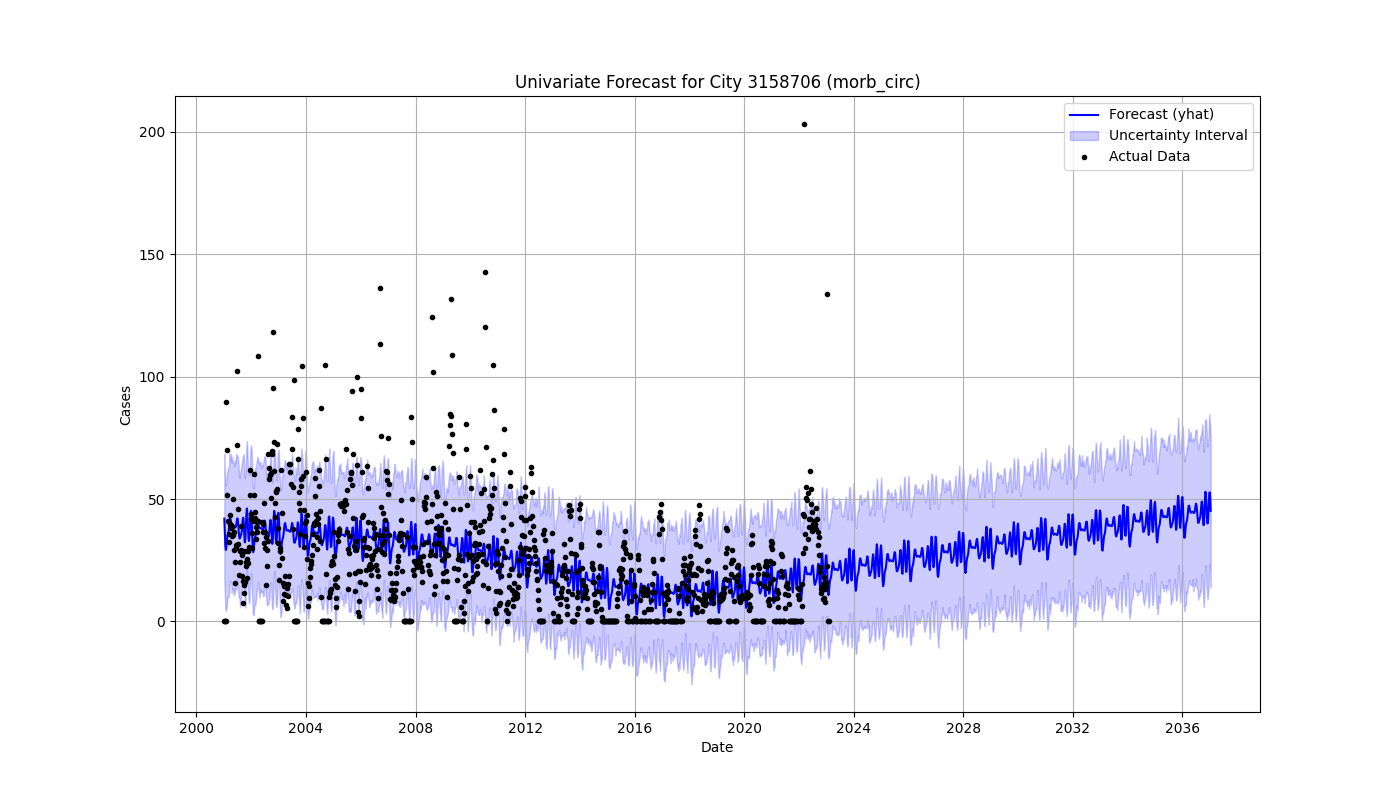 Univariate Forecast for City 3158706 (morb_circ)
Forecast (yhat)
Uncertainty Interval
Actual Data
Cases
200
150
100
50
0
2000 2004 2008 2012 2016 2020 2024 2028 2032 2036
Date